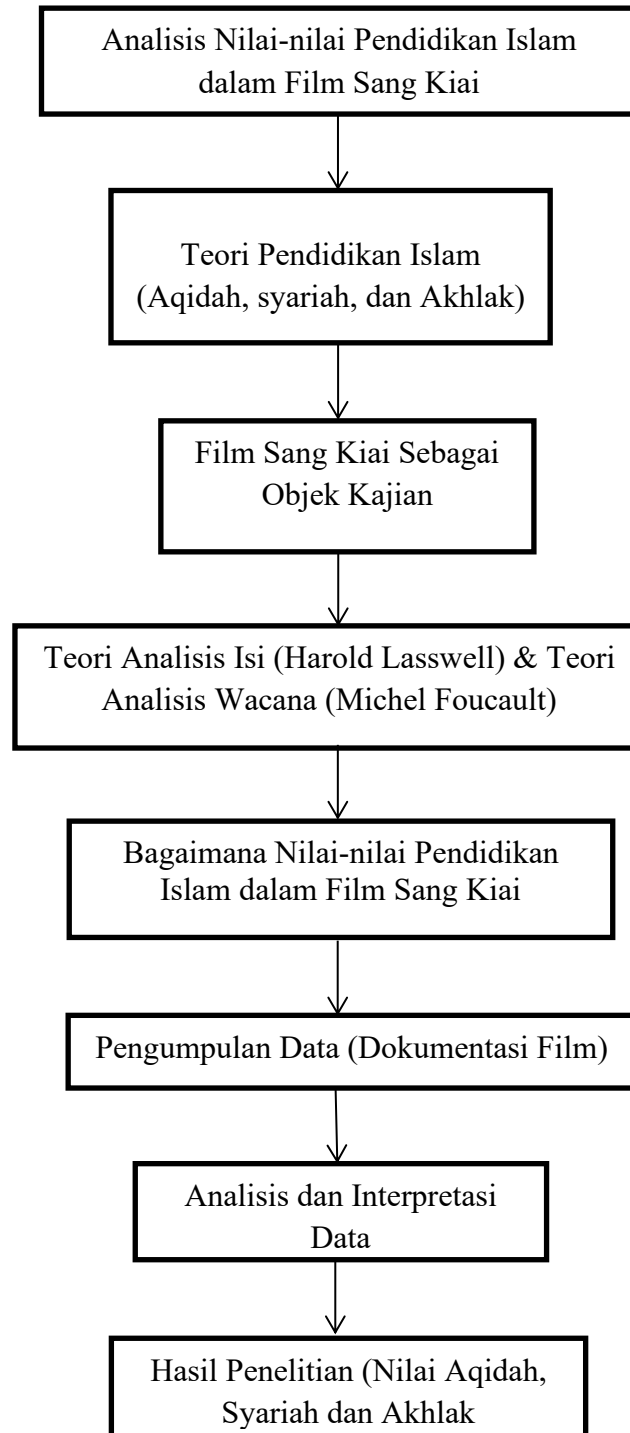 Analisis Nilai-nilai Pendidikan Islam
dalam Film Sang Kiai
Teori Pendidikan Islam
(Aqidah, syariah, dan Akhlak)
Film Sang Kiai Sebagai
Objek Kajian
Teori Analisis Isi (Harold Lasswell) & Teori
Analisis Wacana (Michel Foucault)
Bagaimana Nilai-nilai Pendidikan
Islam dalam Film Sang Kiai
Pengumpulan Data (Dokumentasi Film)
Analisis dan Interpretasi
Data
Hasil Penelitian (Nilai Aqidah,
Syariah dan Akhlak